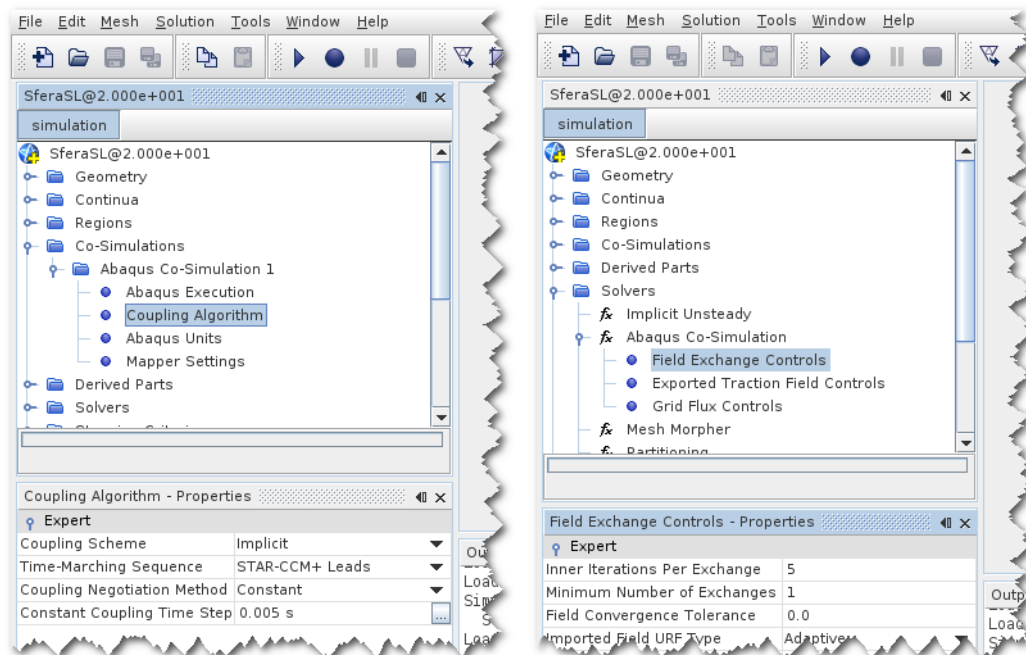 File Edit Mesh Solution Tools Window Help
SferaSL@2.000e+001
simulation
SferaSL@2.000e+001
Geometry
Continua
Regions
Co-Simulations
Abaqus Co-Simulation 1
Abaqus Execution
Coupling Algorithm
Abaqus Units
Mapper Settings
Derived Parts
Solvers
Coupling Algorithm - Properties
Expert
Coupling Scheme Implicit
Time-Marching Sequence STAR-CCM+ Leads
Coupling Negotiation Method Constant
Constant Coupling Time Step 0.005 s
...
File Edit Mesh Solution Tools Window Help
SferaSL@2.000e+001
simulation
SferaSL@2.000e+001
Geometry
Continua
Regions
Co-Simulations
Derived Parts
Solvers
Implicit Unsteady
Abaqus Co-Simulation
Field Exchange Controls
Exported Traction Field Controls
Grid Flux Controls
Mesh Morpher
Partitioning
Field Exchange Controls - Properties
Expert
Inner Iterations Per Exchange 5
Minimum Number of Exchanges 1
Field Convergence Tolerance 0.0
Imported Field URF Type Adaptive